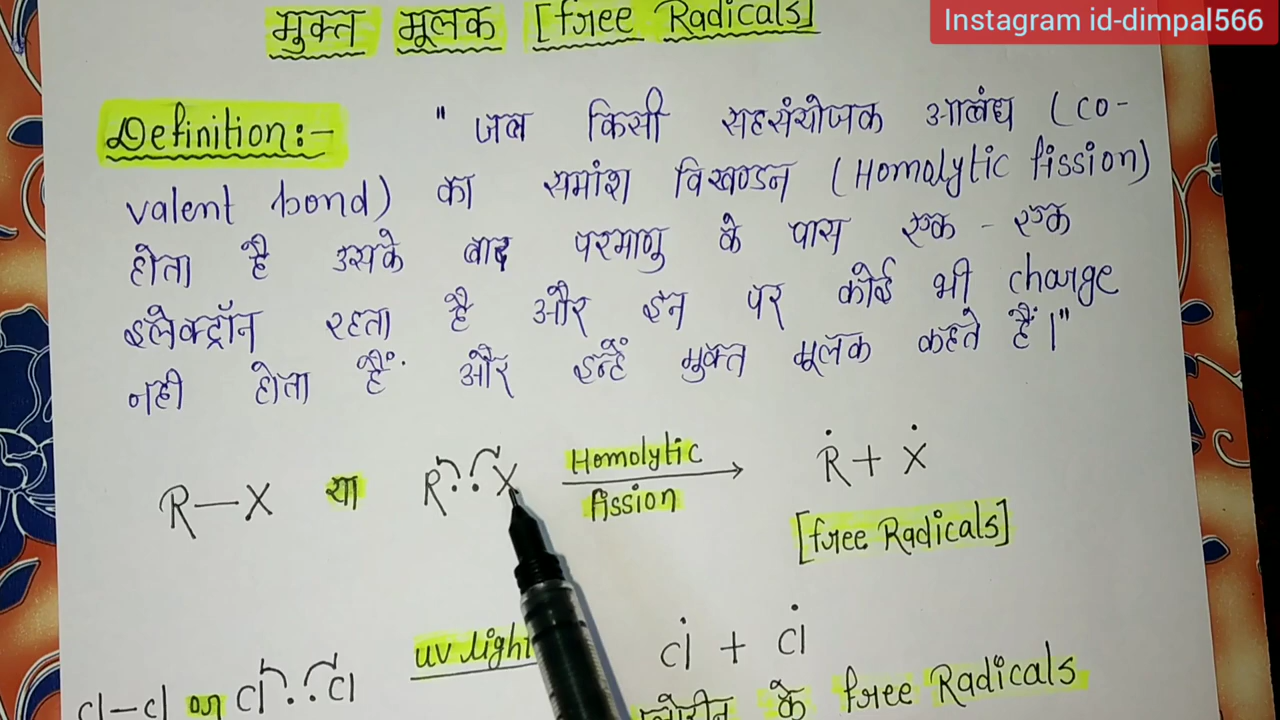 Instagram id-dimpal566
मुक्त मूलक [free Radicals]
Definition:- " जब किसी सहसंयोजक आबंध (co-
valent bond) का समांश विखण्डन (Homolytic fission)
होता है उसके बाद परमाणु के पास एक - एक
इलेक्ट्रॉन रहता है और इन पर कोई भी charge
नही होता है और इन्हें मुक्त मूलक कहते हैं।"
R—X या R··X Homolytic fission → Ṙ + Ẋ
[free Radicals]
cl—cl or cl··cl uv light ċl + ċl
के free Radicals